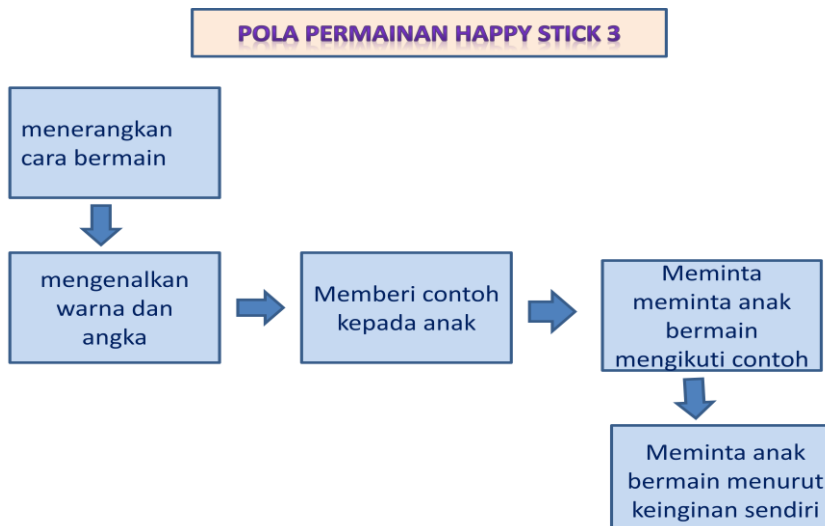 POLA PERMAINAN HAPPY STICK 3
menerangkan
cara bermain
mengenalkan
warna dan
angka
Memberi contoh
kepada anak
Meminta
meminta anak
bermain
mengikuti contoh
Meminta anak
bermain menurut
keinginan sendiri